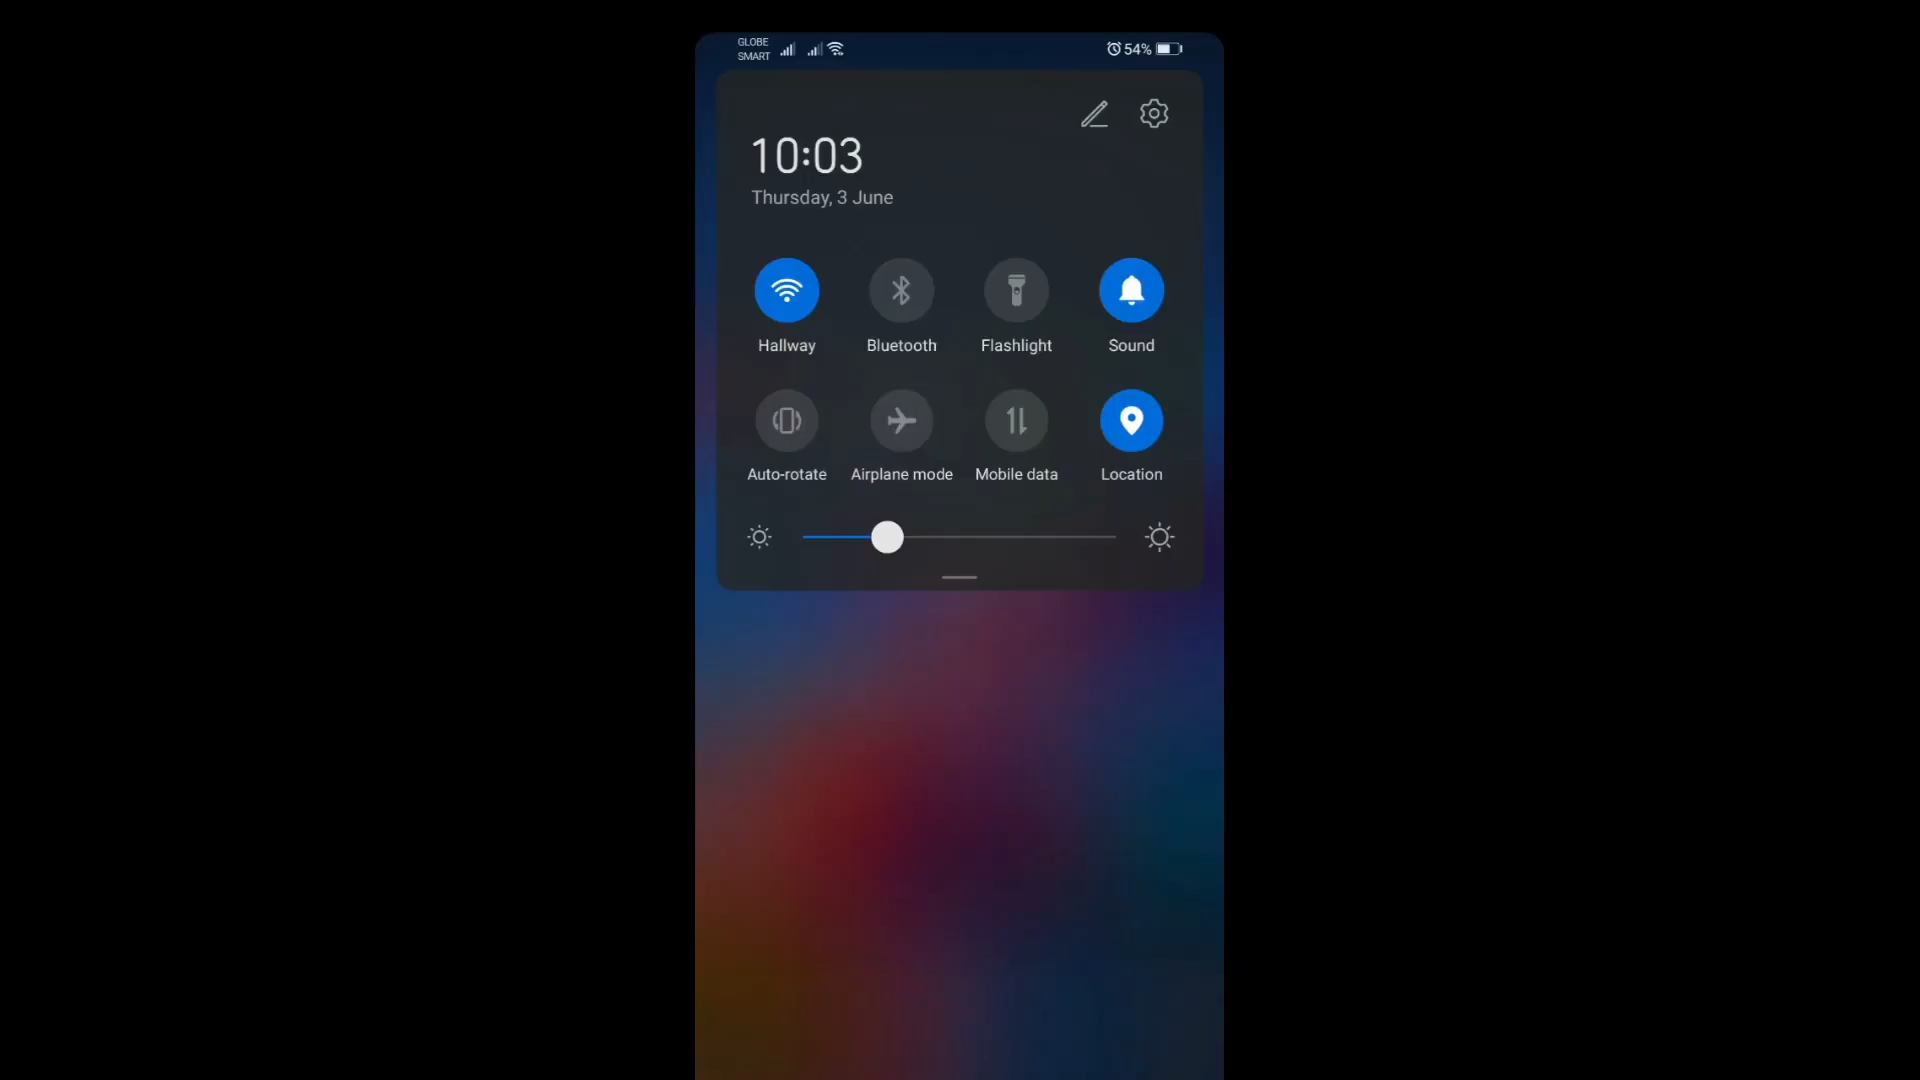 GLOBE
SMART
54%
10:03
Thursday, 3 June
Hallway Bluetooth Flashlight Sound
Auto-rotate Airplane mode Mobile data Location